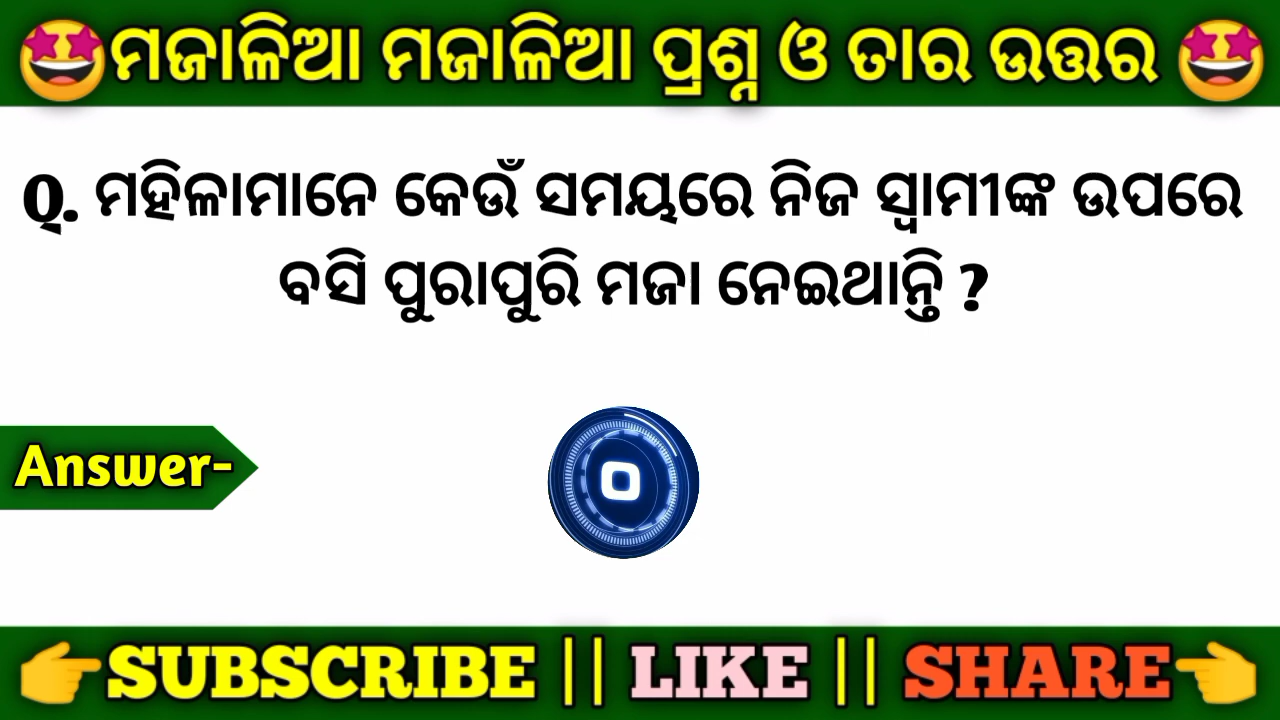 ମଜାଳିଆ ମଜାଳିଆ ପ୍ରଶ୍ନ ଓ ତାର ଉତ୍ତର
Q. ମହିଳାମାନେ କେଉଁ ସମୟରେ ନିଜ ସ୍ୱାମୀଙ୍କ ଉପରେ
ବସି ପୁରାପୁରି ମଜା ନେଇଥାନ୍ତି ?
0
Answer-
SUBSCRIBE || LIKE || SHARE